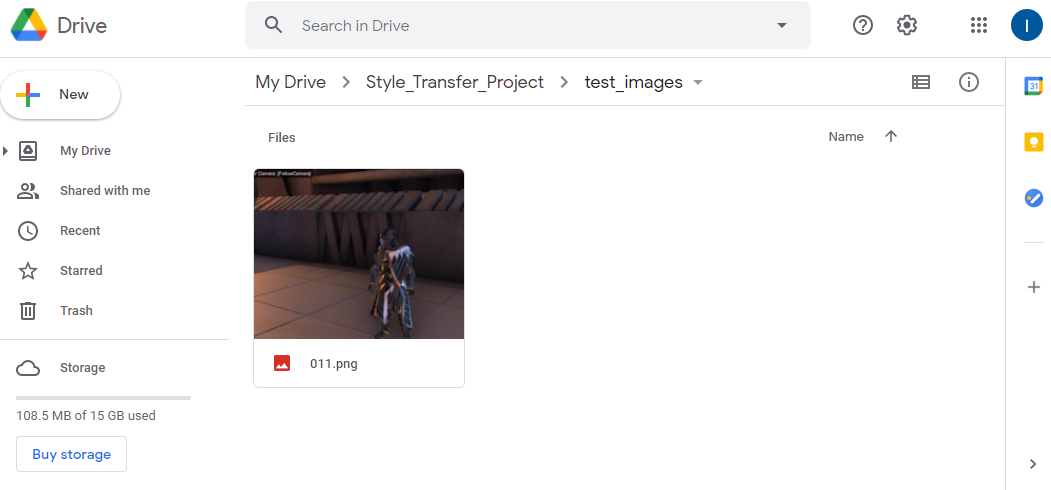 Drive
Search in Drive
I
New
My Drive
Style_Transfer_Project
test_images
31
My Drive
Shared with me
Recent
Starred
Trash
Storage
108.5 MB of 15 GB used
Buy storage
Files
Name
Camera: [FollowCamera]
011.png